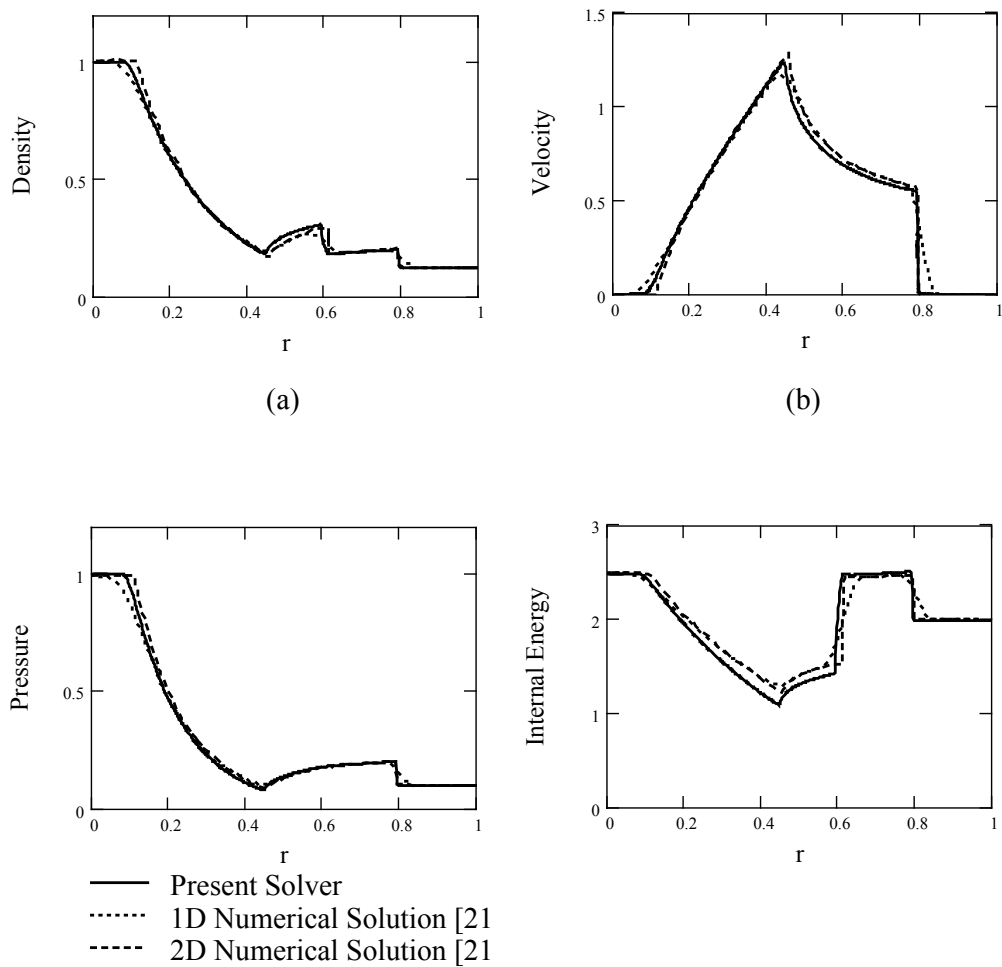 1.5
1
1
Density
Velocity
0.5
0.5
0
0
0 0.2 0.4 0.6 0.8 1
0 0.2 0.4 0.6 0.8 1
r
r
(a)
(b)
3
1
2
Pressure
Internal Energy
0.5
1
0
0
0 0.2 0.4 0.6 0.8 1
0 0.2 0.4 0.6 0.8 1
r
r
Present Solver
1D Numerical Solution [21
2D Numerical Solution [21